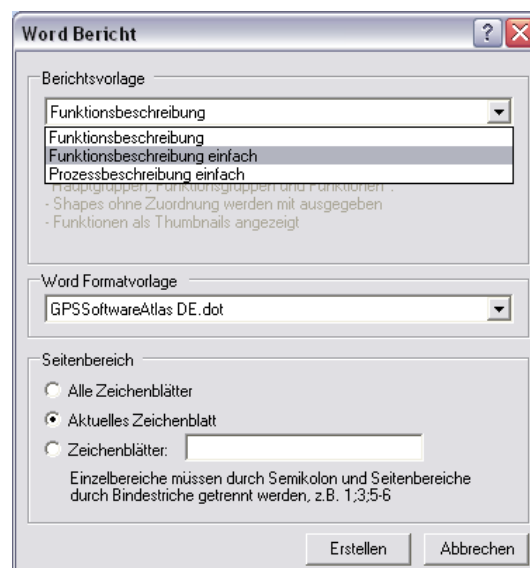 Word Bericht
Berichtsvorlage
Funktionsbeschreibung
Funktionsbeschreibung
Funktionsbeschreibung einfach
Prozessbeschreibung einfach
"Hauptgruppen, Funktionsgruppen und Funktionen".
- Shapes ohne Zuordnung werden mit ausgegeben
- Funktionen als Thumbnails angezeigt
Word Formatvorlage
GPSSoftwareAtlas DE.dot
Seitenbereich
Alle Zeichenblätter
Aktuelles Zeichenblatt
Zeichenblätter:
Einzelbereiche müssen durch Semikolon und Seitenbereiche
durch Bindestriche getrennt werden, z.B. 1;3;5-6
Erstellen
Abbrechen